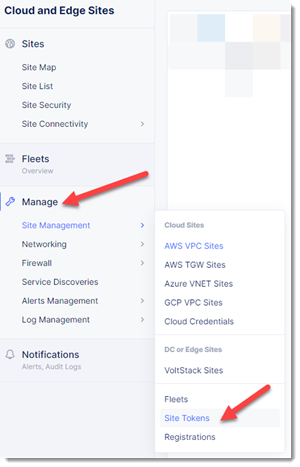 Cloud and Edge Sites
Sites
Site Map
Site List
Site Security
Site Connectivity
Fleets
Overview
Manage
Site Management
Networking
Firewall
Service Discoveries
Alerts Management
Log Management
Notifications
Alerts, Audit Logs
Cloud Sites
AWS VPC Sites
AWS TGW Sites
Azure VNET Sites
GCP VPC Sites
Cloud Credentials
DC or Edge Sites
VoltStack Sites
Fleets
Site Tokens
Registrations